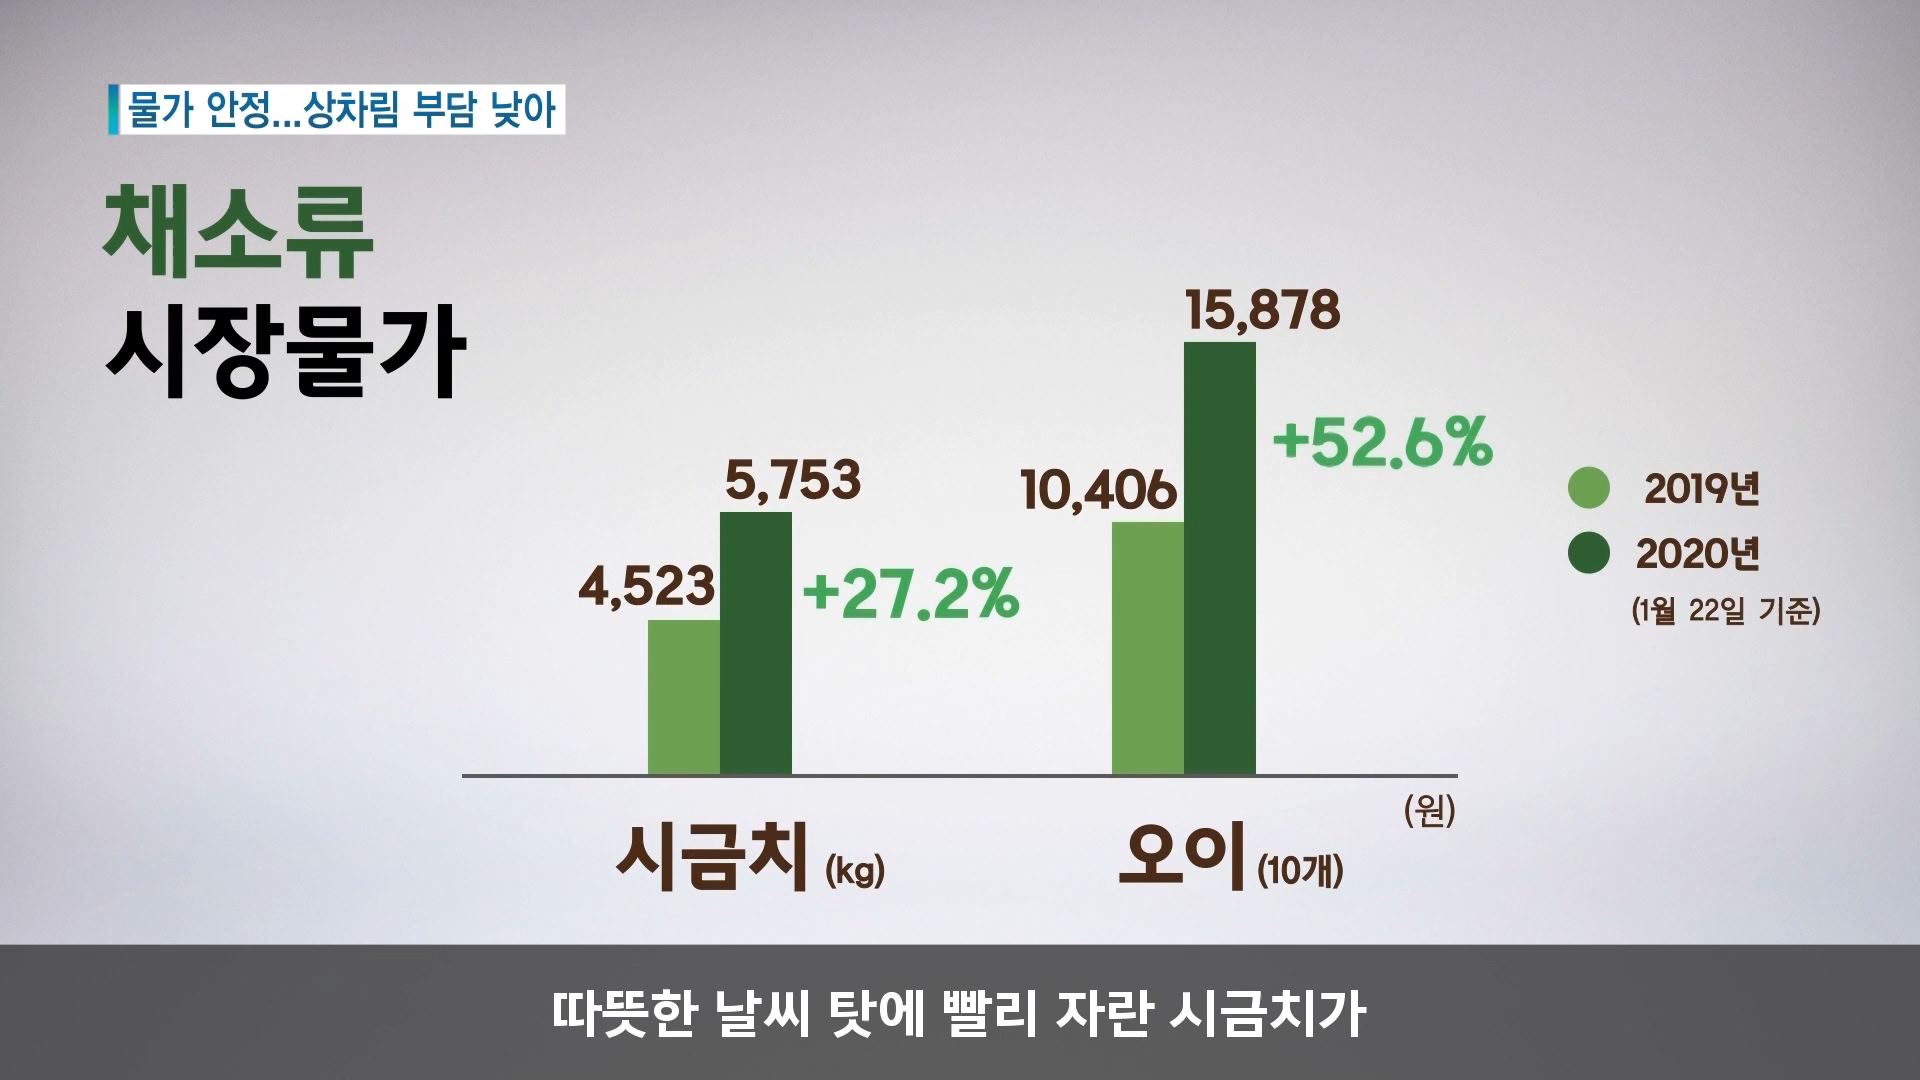 물가 안정...상차림 부담 낮아
채소류
시장물가
15,878
+52.6%
10,406
5,753
+27.2%
4,523
2019년
2020년
(1월 22일 기준)
(원)
시금치 (kg)
오이 (10개)
따뜻한 날씨 탓에 빨리 자란 시금치가